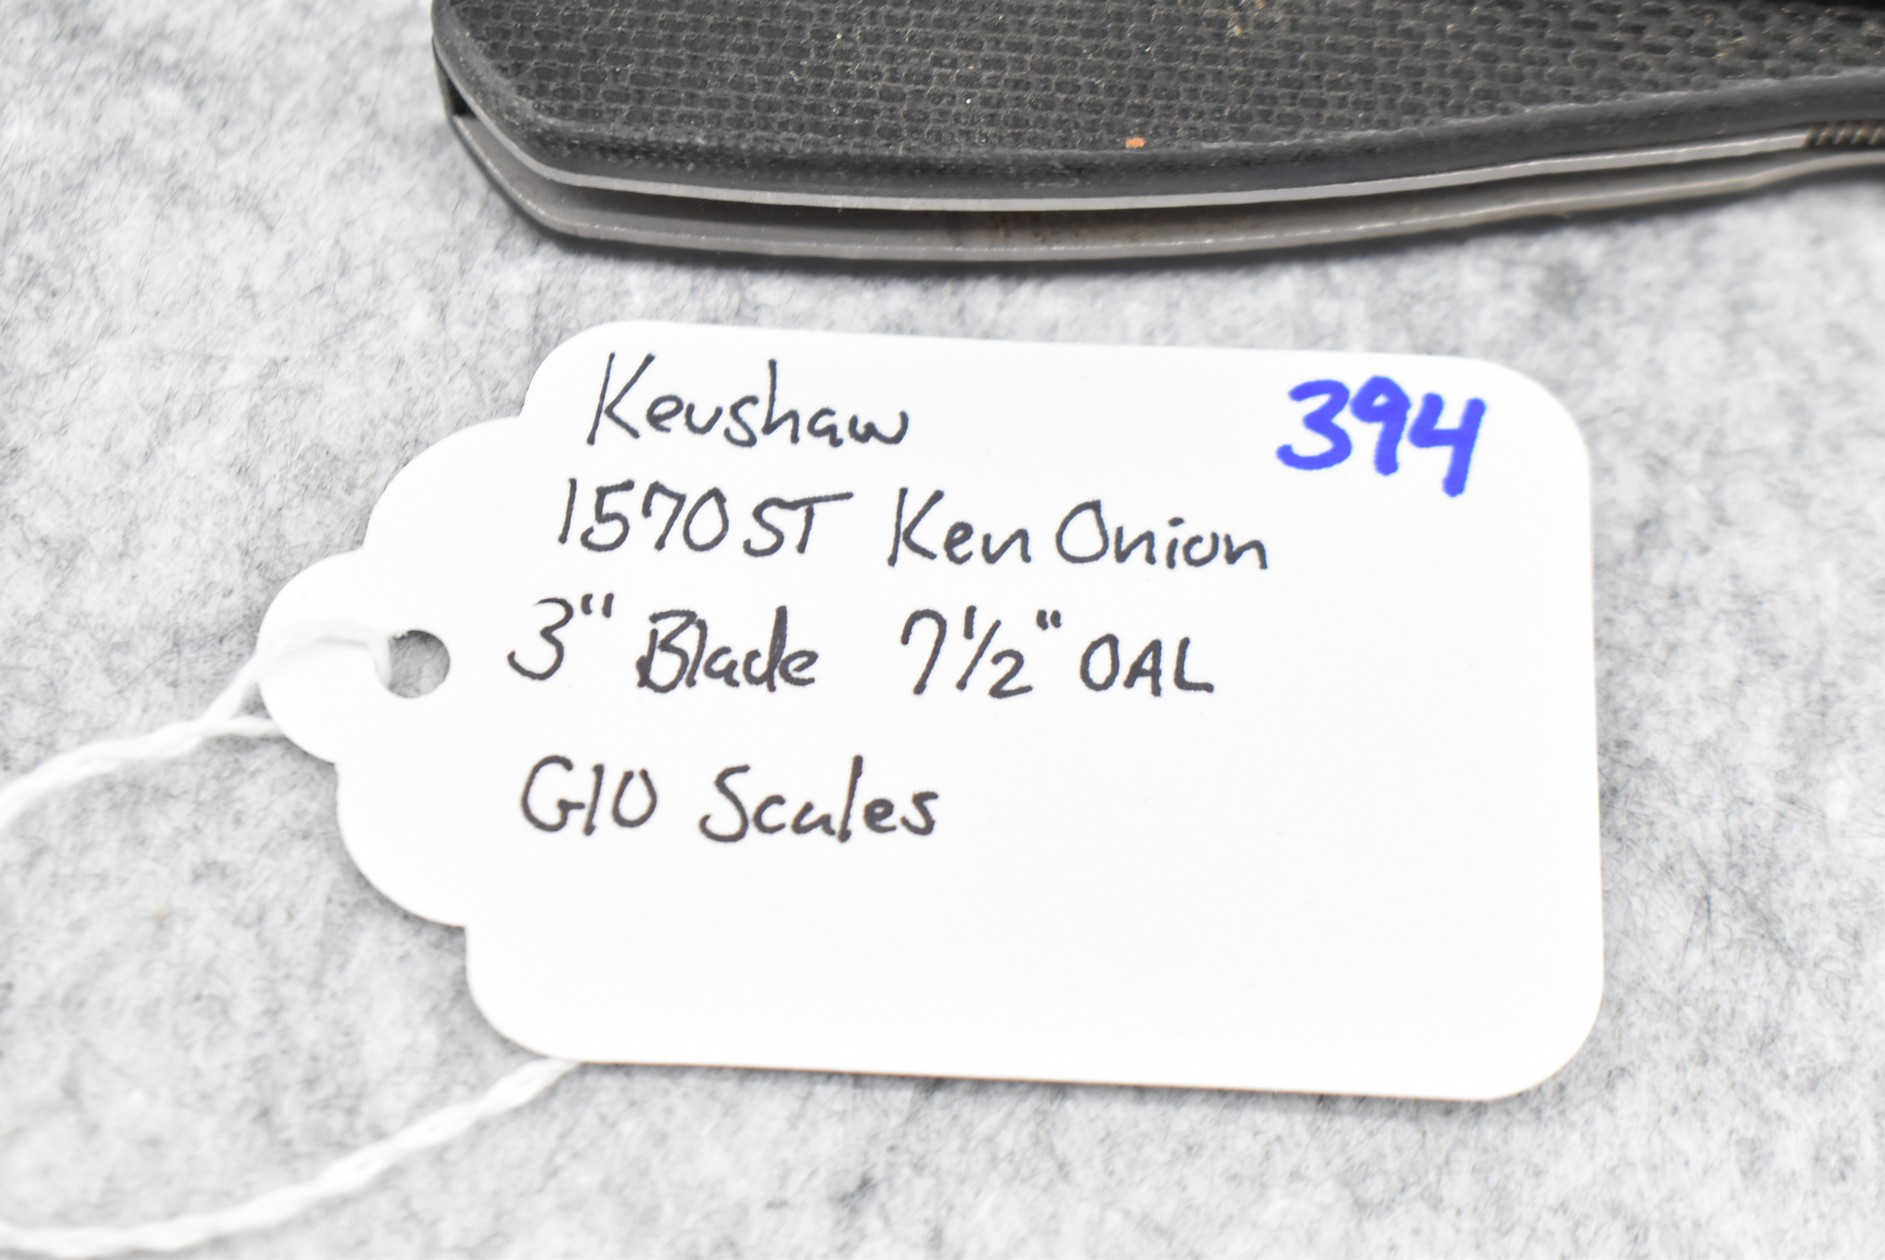 Kershaw
394
1570ST Ken Onion
3" Blade 7½" OAL
G10 Scales